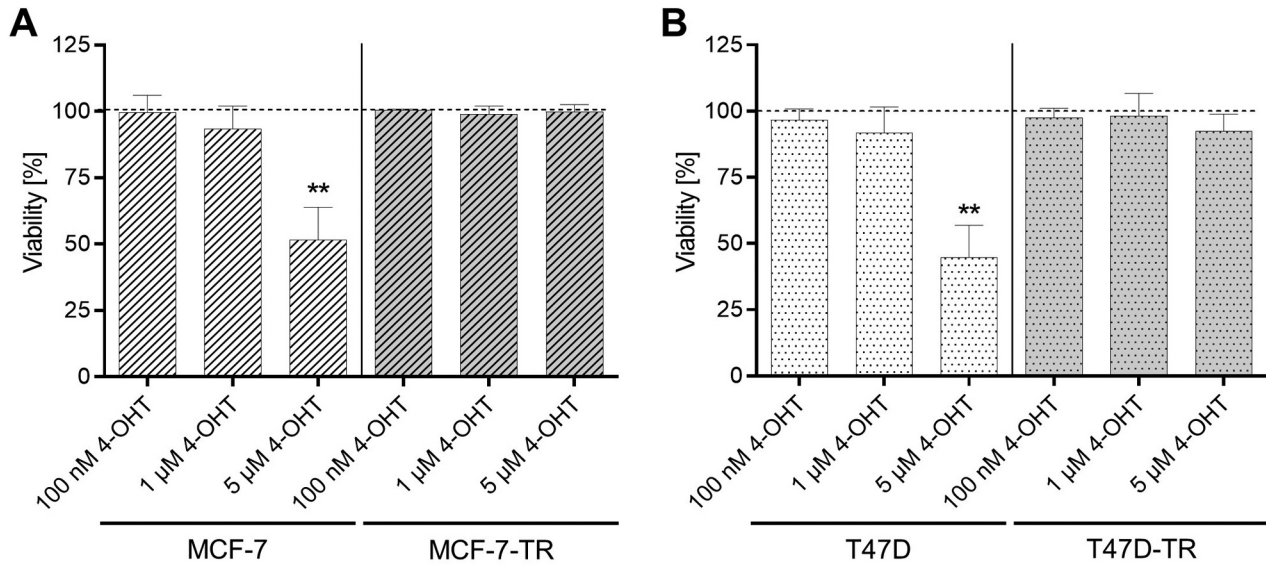 A
Viability [%]
125
100
75
50
25
0
**
100 nM 4-OHT
1 µM 4-OHT
5 µM 4-OHT
100 nM 4-OHT
1 µM 4-OHT
5 µM 4-OHT
MCF-7
MCF-7-TR
B
Viability [%]
125
100
75
50
25
0
**
100 nM 4-OHT
1 µM 4-OHT
5 µM 4-OHT
100 nM 4-OHT
1 µM 4-OHT
5 µM 4-OHT
T47D
T47D-TR